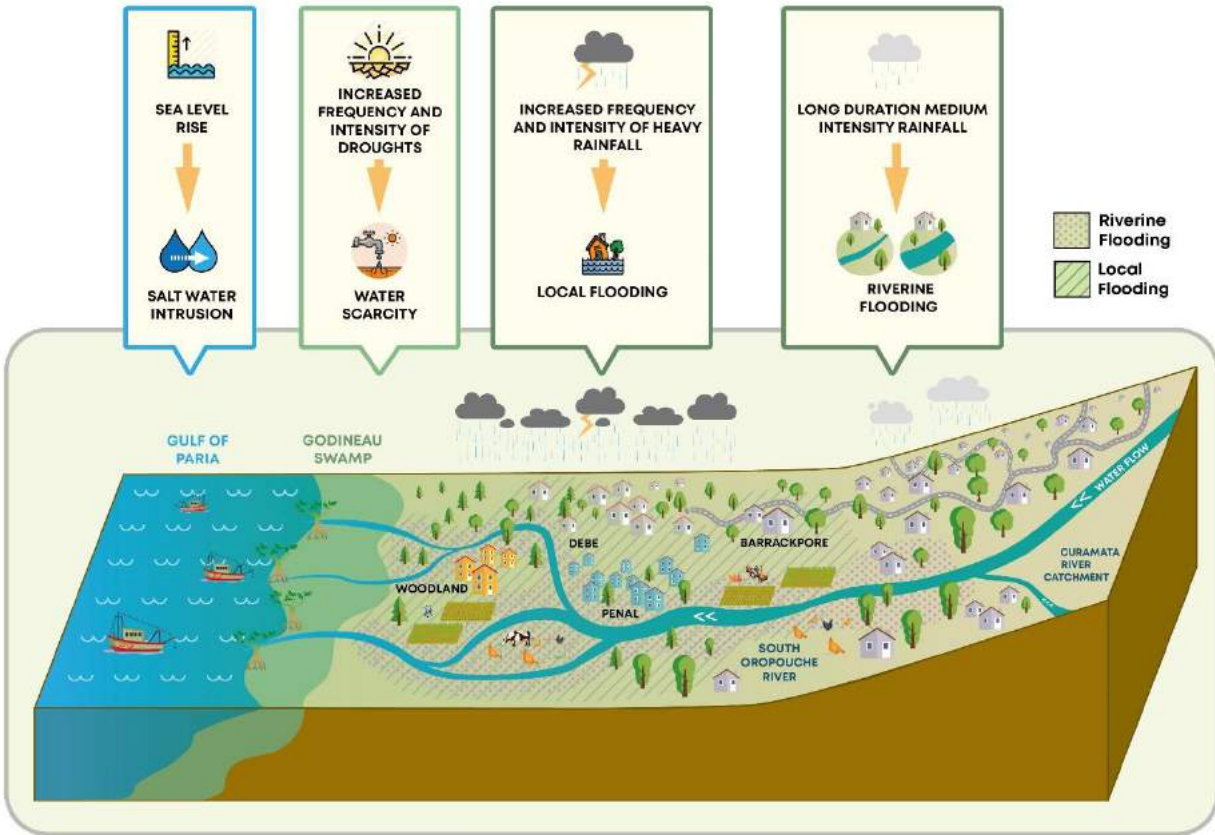 SEA LEVEL
RISE
SALT WATER
INTRUSION
INCREASED
FREQUENCY AND
INTENSITY OF
DROUGHTS
WATER
SCARCITY
INCREASED FREQUENCY
AND INTENSITY OF HEAVY
RAINFALL
LOCAL FLOODING
LONG DURATION MEDIUM
INTENSITY RAINFALL
RIVERINE
FLOODING
Riverine
Flooding
Local
Flooding
GULF OF
PARIA
GODINEAU
SWAMP
WATER FLOW
DEBE
BARRACKPORE
WOODLAND
PENAL
CURAMATA
RIVER
CATCHMENT
SOUTH
OROPOUCHE
RIVER